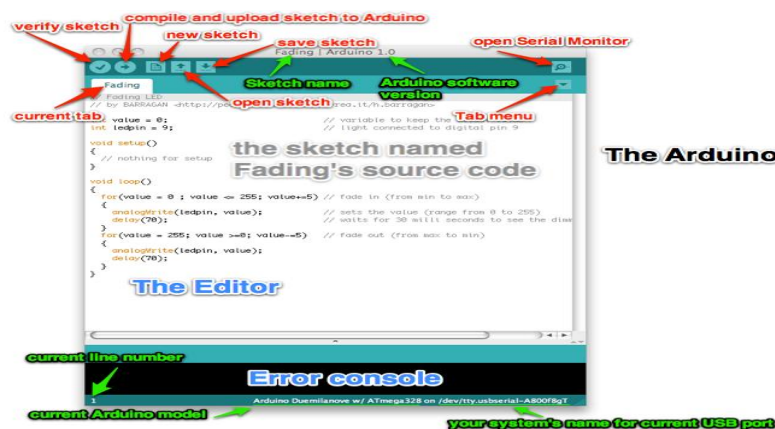 compile and upload sketch to Arduino
verify sketch
new sketch
save sketch
open Serial Monitor
Fading | Arduino 1.0
Sketch name
Arduino software
version
Fading
open sketch
current tab
Tab menu
// Fading LED
// by BARRAGAN <http://
rea.it/h.barragan>
value = 0; // variable to keep the
int ledpin = 9; // light connected to digital pin 9
void setup()
{
// nothing for setup
}
the sketch named
Fading's source code
The Arduino
void loop()
{
for(value = 0 ; value <= 255; value+=5) // fade in (from min to max)
{
analogWrite(ledpin, value); // sets the value (range from 0 to 255)
delay(70); // waits for 30 milli seconds to see the dimm
}
for(value = 255; value >=0; value-=5) // fade out (from max to min)
{
analogWrite(ledpin, value);
delay(70);
}
}
The Editor
current line number
Error console
1
Arduino Duemilanove w/ ATmega328 on /dev/tty.usbserial-A800f8gT
current Arduino model
your system's name for current USB port